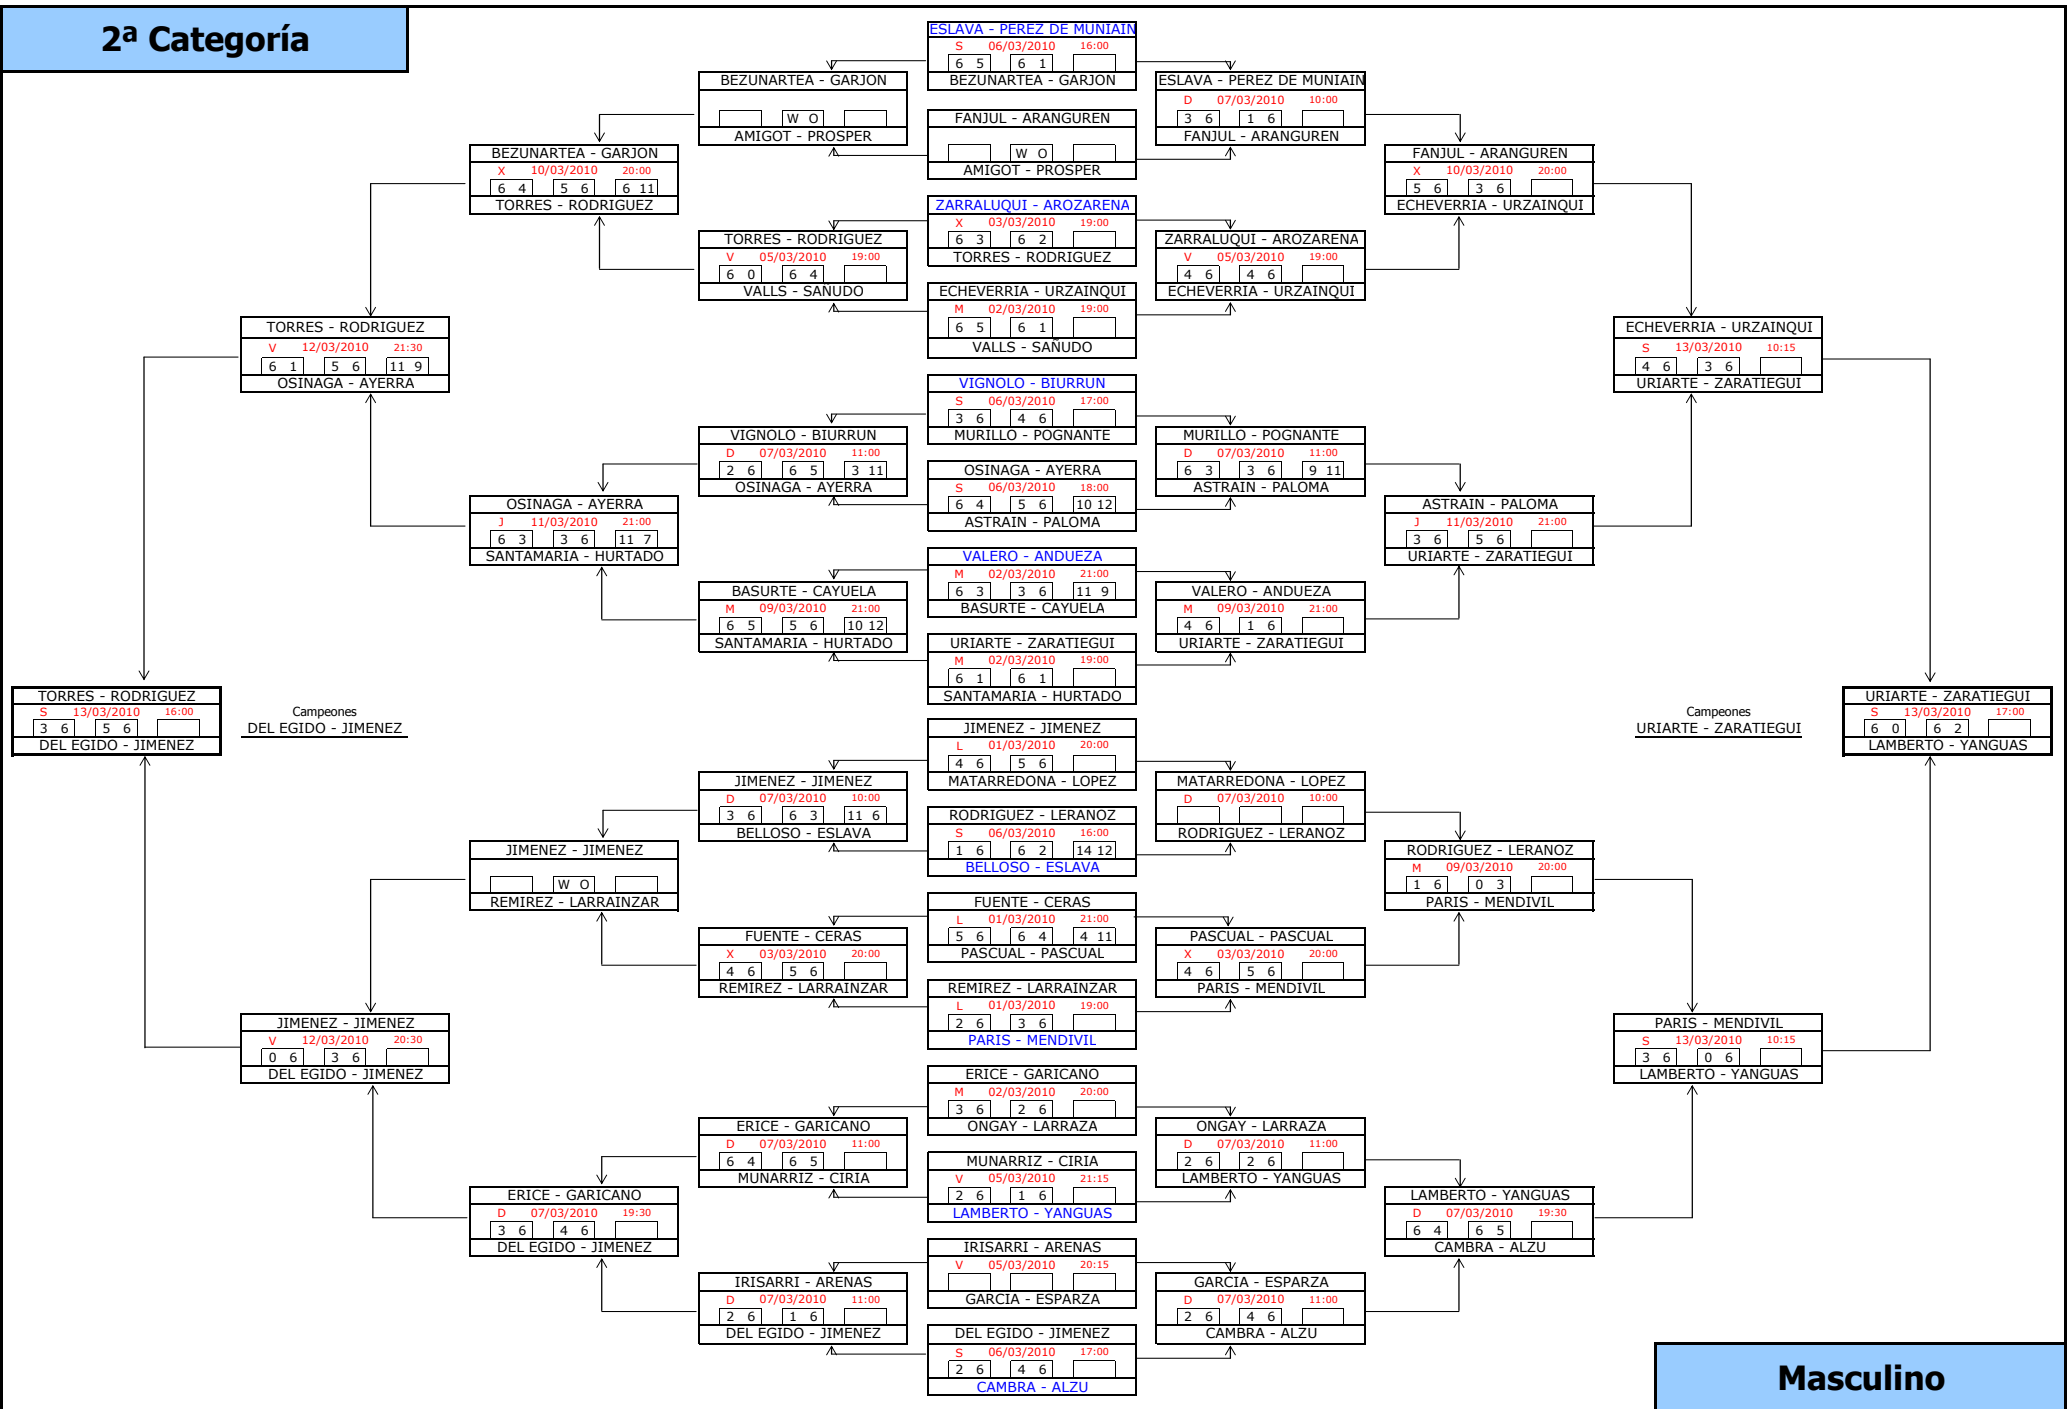 2ª Categoría
TORRES - RODRIGUEZ
S 13/03/2010 16:00
3 6 5 6
DEL EGIDO - JIMENEZ
Campeones
DEL EGIDO - JIMENEZ
TORRES - RODRIGUEZ
V 12/03/2010 21:30
6 1 5 6 11 9
OSINAGA - AYERRA
JIMENEZ - JIMENEZ
V 12/03/2010 20:30
0 6 3 6
DEL EGIDO - JIMENEZ
BEZUNARTEA - GARJON
X 10/03/2010 20:00
6 4 5 6 6 11
TORRES - RODRIGUEZ
OSINAGA - AYERRA
J 11/03/2010 21:00
6 3 3 6 11 7
SANTAMARIA - HURTADO
JIMENEZ - JIMENEZ
W O
REMIREZ - LARRAINZAR
ERICE - GARICANO
D 07/03/2010 19:30
3 6 4 6
DEL EGIDO - JIMENEZ
BEZUNARTEA - GARJON
W O
AMIGOT - PROSPER
TORRES - RODRIGUEZ
V 05/03/2010 19:00
6 0 6 4
VALLS - SAÑUDO
VIGNOLO - BIURRUN
D 07/03/2010 11:00
2 6 6 5 3 11
OSINAGA - AYERRA
BASURTE - CAYUELA
M 09/03/2010 21:00
6 5 5 6 10 12
SANTAMARIA - HURTADO
JIMENEZ - JIMENEZ
D 07/03/2010 10:00
3 6 6 3 11 6
BELLOSO - ESLAVA
FUENTE - CERAS
X 03/03/2010 20:00
4 6 5 6
REMIREZ - LARRAINZAR
ERICE - GARICANO
D 07/03/2010 11:00
6 4 6 5
MUNARRIZ - CIRIA
IRISARRI - ARENAS
D 07/03/2010 11:00
2 6 1 6
DEL EGIDO - JIMENEZ
ESLAVA - PEREZ DE MUNIAIN
S 06/03/2010 16:00
6 5 6 1
BEZUNARTEA - GARJON
FANJUL - ARANGUREN
W O
AMIGOT - PROSPER
ZARRALUQUI - AROZARENA
X 03/03/2010 19:00
6 3 6 2
TORRES - RODRIGUEZ
ECHEVERRIA - URZAINQUI
M 02/03/2010 19:00
6 5 6 1
VALLS - SAÑUDO
VIGNOLO - BIURRUN
S 06/03/2010 17:00
3 6 4 6
MURILLO - POGNANTE
OSINAGA - AYERRA
S 06/03/2010 18:00
6 4 5 6 10 12
ASTRAIN - PALOMA
VALERO - ANDUEZA
M 02/03/2010 21:00
6 3 3 6 11 9
BASURTE - CAYUELA
URIARTE - ZARATIEGUI
M 02/03/2010 19:00
6 1 6 1
SANTAMARIA - HURTADO
JIMENEZ - JIMENEZ
L 01/03/2010 20:00
4 6 5 6
MATARREDONA - LOPEZ
RODRIGUEZ - LERANOZ
S 06/03/2010 16:00
1 6 6 2 14 12
BELLOSO - ESLAVA
FUENTE - CERAS
L 01/03/2010 21:00
5 6 6 4 4 11
PASCUAL - PASCUAL
REMIREZ - LARRAINZAR
L 01/03/2010 19:00
2 6 3 6
PARIS - MENDIVIL
ERICE - GARICANO
M 02/03/2010 20:00
3 6 2 6
ONGAY - LARRAZA
MUNARRIZ - CIRIA
V 05/03/2010 21:15
2 6 1 6
LAMBERTO - YANGUAS
IRISARRI - ARENAS
V 05/03/2010 20:15
GARCIA - ESPARZA
DEL EGIDO - JIMENEZ
S 06/03/2010 17:00
2 6 4 6
CAMBRA - ALZU
ESLAVA - PEREZ DE MUNIAIN
D 07/03/2010 10:00
3 6 1 6
FANJUL - ARANGUREN
ZARRALUQUI - AROZARENA
V 05/03/2010 19:00
4 6 4 6
ECHEVERRIA - URZAINQUI
MURILLO - POGNANTE
D 07/03/2010 11:00
6 3 3 6 9 11
ASTRAIN - PALOMA
VALERO - ANDUEZA
M 09/03/2010 21:00
4 6 1 6
URIARTE - ZARATIEGUI
MATARREDONA - LOPEZ
D 07/03/2010 10:00
RODRIGUEZ - LERANOZ
PASCUAL - PASCUAL
X 03/03/2010 20:00
4 6 5 6
PARIS - MENDIVIL
ONGAY - LARRAZA
D 07/03/2010 11:00
2 6 2 6
LAMBERTO - YANGUAS
GARCIA - ESPARZA
D 07/03/2010 11:00
2 6 4 6
CAMBRA - ALZU
FANJUL - ARANGUREN
X 10/03/2010 20:00
5 6 3 6
ECHEVERRIA - URZAINQUI
ASTRAIN - PALOMA
J 11/03/2010 21:00
3 6 5 6
URIARTE - ZARATIEGUI
RODRIGUEZ - LERANOZ
M 09/03/2010 20:00
1 6 0 3
PARIS - MENDIVIL
LAMBERTO - YANGUAS
D 07/03/2010 19:30
6 4 6 5
CAMBRA - ALZU
ECHEVERRIA - URZAINQUI
S 13/03/2010 10:15
4 6 3 6
URIARTE - ZARATIEGUI
PARIS - MENDIVIL
S 13/03/2010 10:15
3 6 0 6
LAMBERTO - YANGUAS
Campeones
URIARTE - ZARATIEGUI
URIARTE - ZARATIEGUI
S 13/03/2010 17:00
6 0 6 2
LAMBERTO - YANGUAS
Masculino